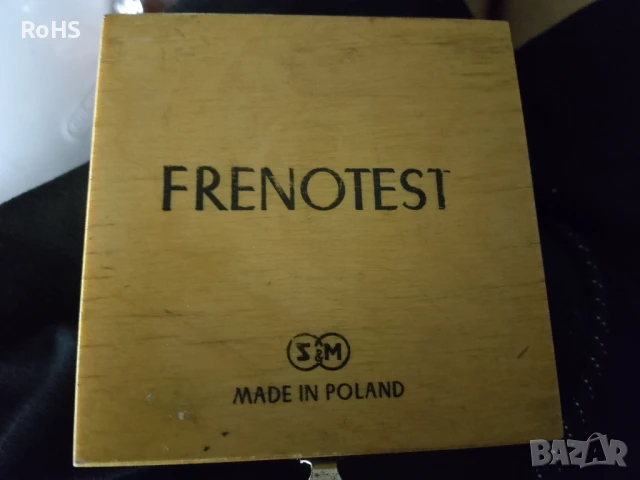 RoHS
FRENOTEST
MADE IN POLAND
BAZAR